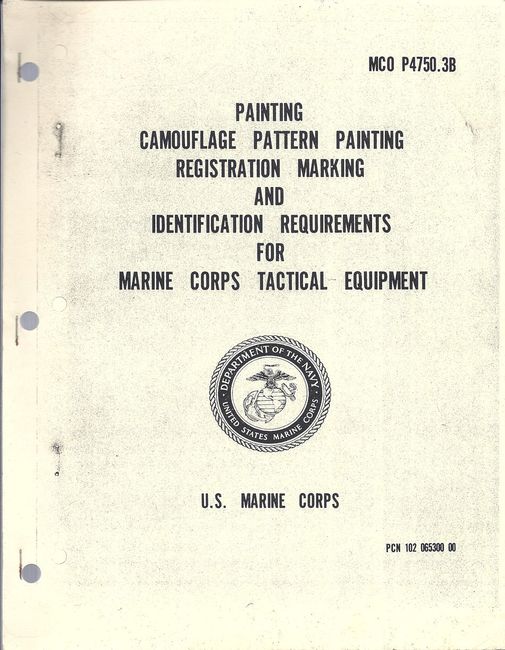 MCO P4750.3B
PAINTING
CAMOUFLAGE PATTERN PAINTING
REGISTRATION MARKING
AND
IDENTIFICATION REQUIREMENTS
FOR
MARINE CORPS TACTICAL EQUIPMENT
DEPARTMENT OF THE NAVY
UNITED STATES MARINE CORPS
U.S. MARINE CORPS
PCN 102 065300 00